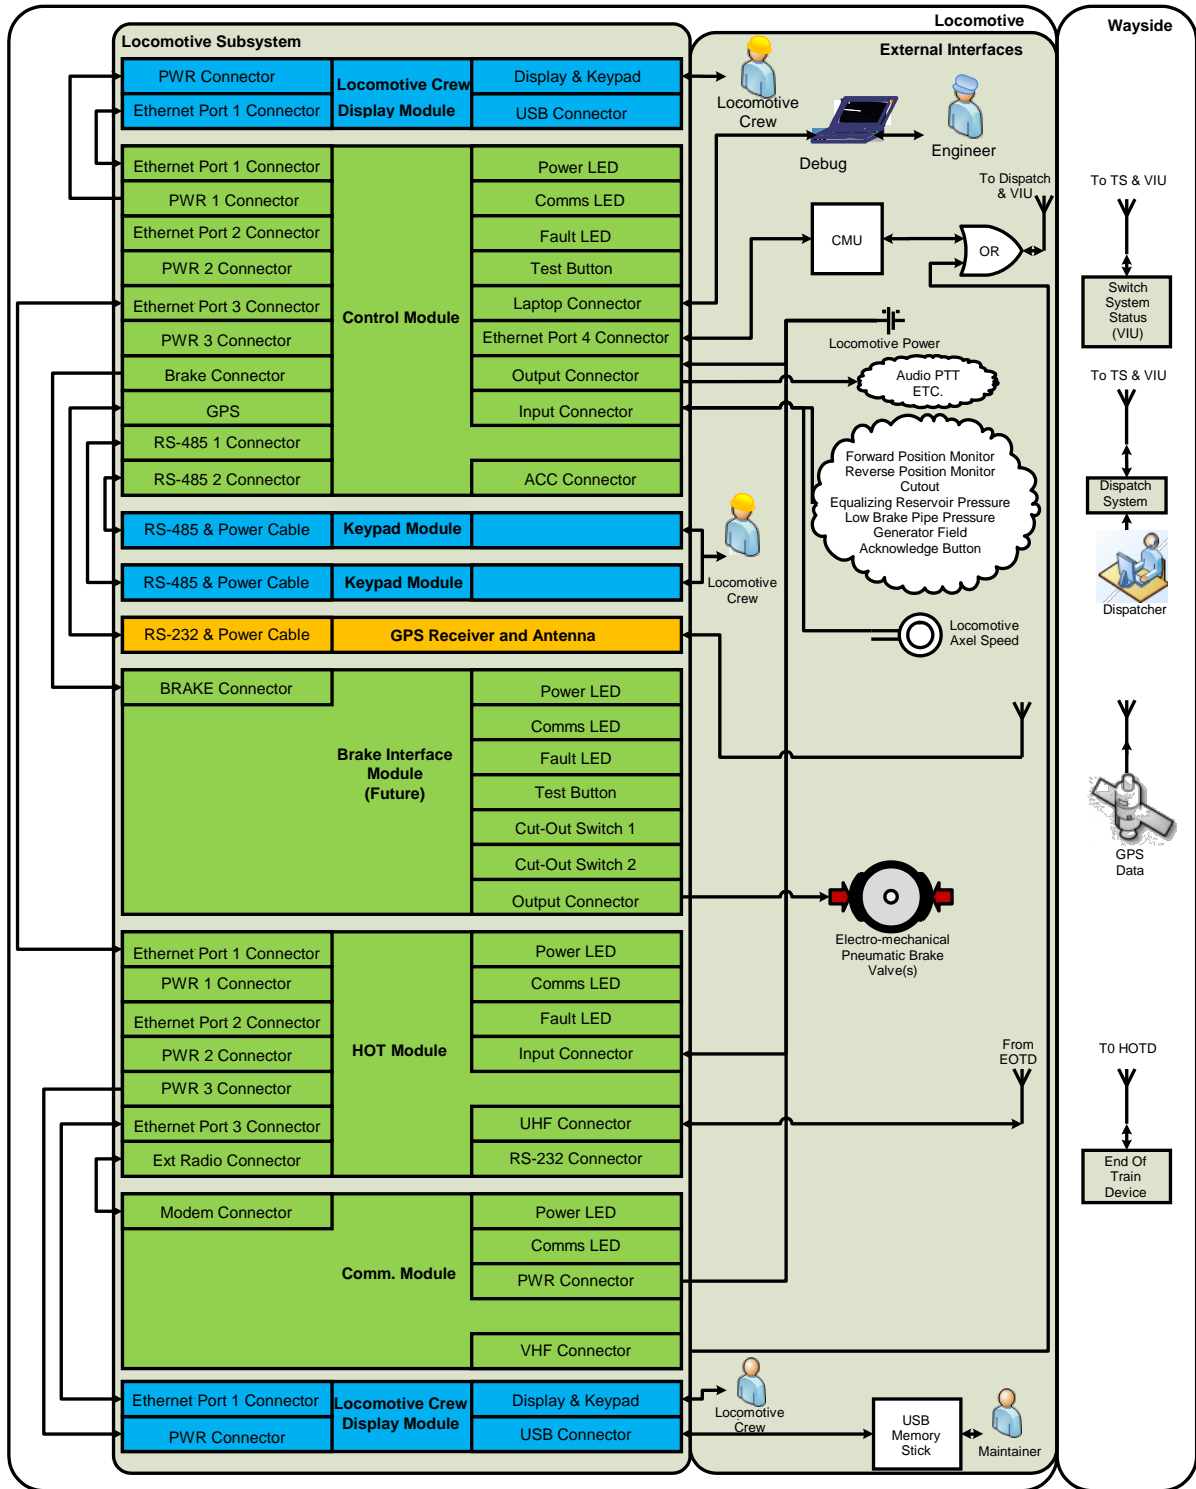 Locomotive
Wayside
Locomotive Subsystem
External Interfaces
PWR Connector
Locomotive Crew
Display Module
Display & Keypad
Ethernet Port 1 Connector
USB Connector
Locomotive
Crew
Debug
Engineer
Ethernet Port 1 Connector
PWR 1 Connector
Ethernet Port 2 Connector
PWR 2 Connector
Ethernet Port 3 Connector
PWR 3 Connector
Brake Connector
GPS
RS-485 1 Connector
RS-485 2 Connector
Control Module
Power LED
Comms LED
Fault LED
Test Button
Laptop Connector
Ethernet Port 4 Connector
Output Connector
Input Connector
ACC Connector
To Dispatch
& VIU
CMU
OR
Locomotive Power
Audio PTT
ETC.
Forward Position Monitor
Reverse Position Monitor
Cutout
Equalizing Reservoir Pressure
Low Brake Pipe Pressure
Generator Field
Acknowledge Button
To TS & VIU
Switch
System
Status
(VIU)
To TS & VIU
Dispatch
System
Dispatcher
RS-485 & Power Cable
Keypad Module
RS-485 & Power Cable
Keypad Module
Locomotive
Crew
RS-232 & Power Cable
GPS Receiver and Antenna
Locomotive
Axel Speed
BRAKE Connector
Brake Interface
Module
(Future)
Power LED
Comms LED
Fault LED
Test Button
Cut-Out Switch 1
Cut-Out Switch 2
Output Connector
Electro-mechanical
Pneumatic Brake
Valve(s)
GPS
Data
Ethernet Port 1 Connector
PWR 1 Connector
Ethernet Port 2 Connector
PWR 2 Connector
PWR 3 Connector
Ethernet Port 3 Connector
Ext Radio Connector
HOT Module
Power LED
Comms LED
Fault LED
Input Connector
UHF Connector
RS-232 Connector
From
EOTD
T0 HOTD
End Of
Train
Device
Modem Connector
Comm. Module
Power LED
Comms LED
PWR Connector
VHF Connector
Ethernet Port 1 Connector
PWR Connector
Locomotive Crew
Display Module
Display & Keypad
USB Connector
Locomotive
Crew
USB
Memory
Stick
Maintainer